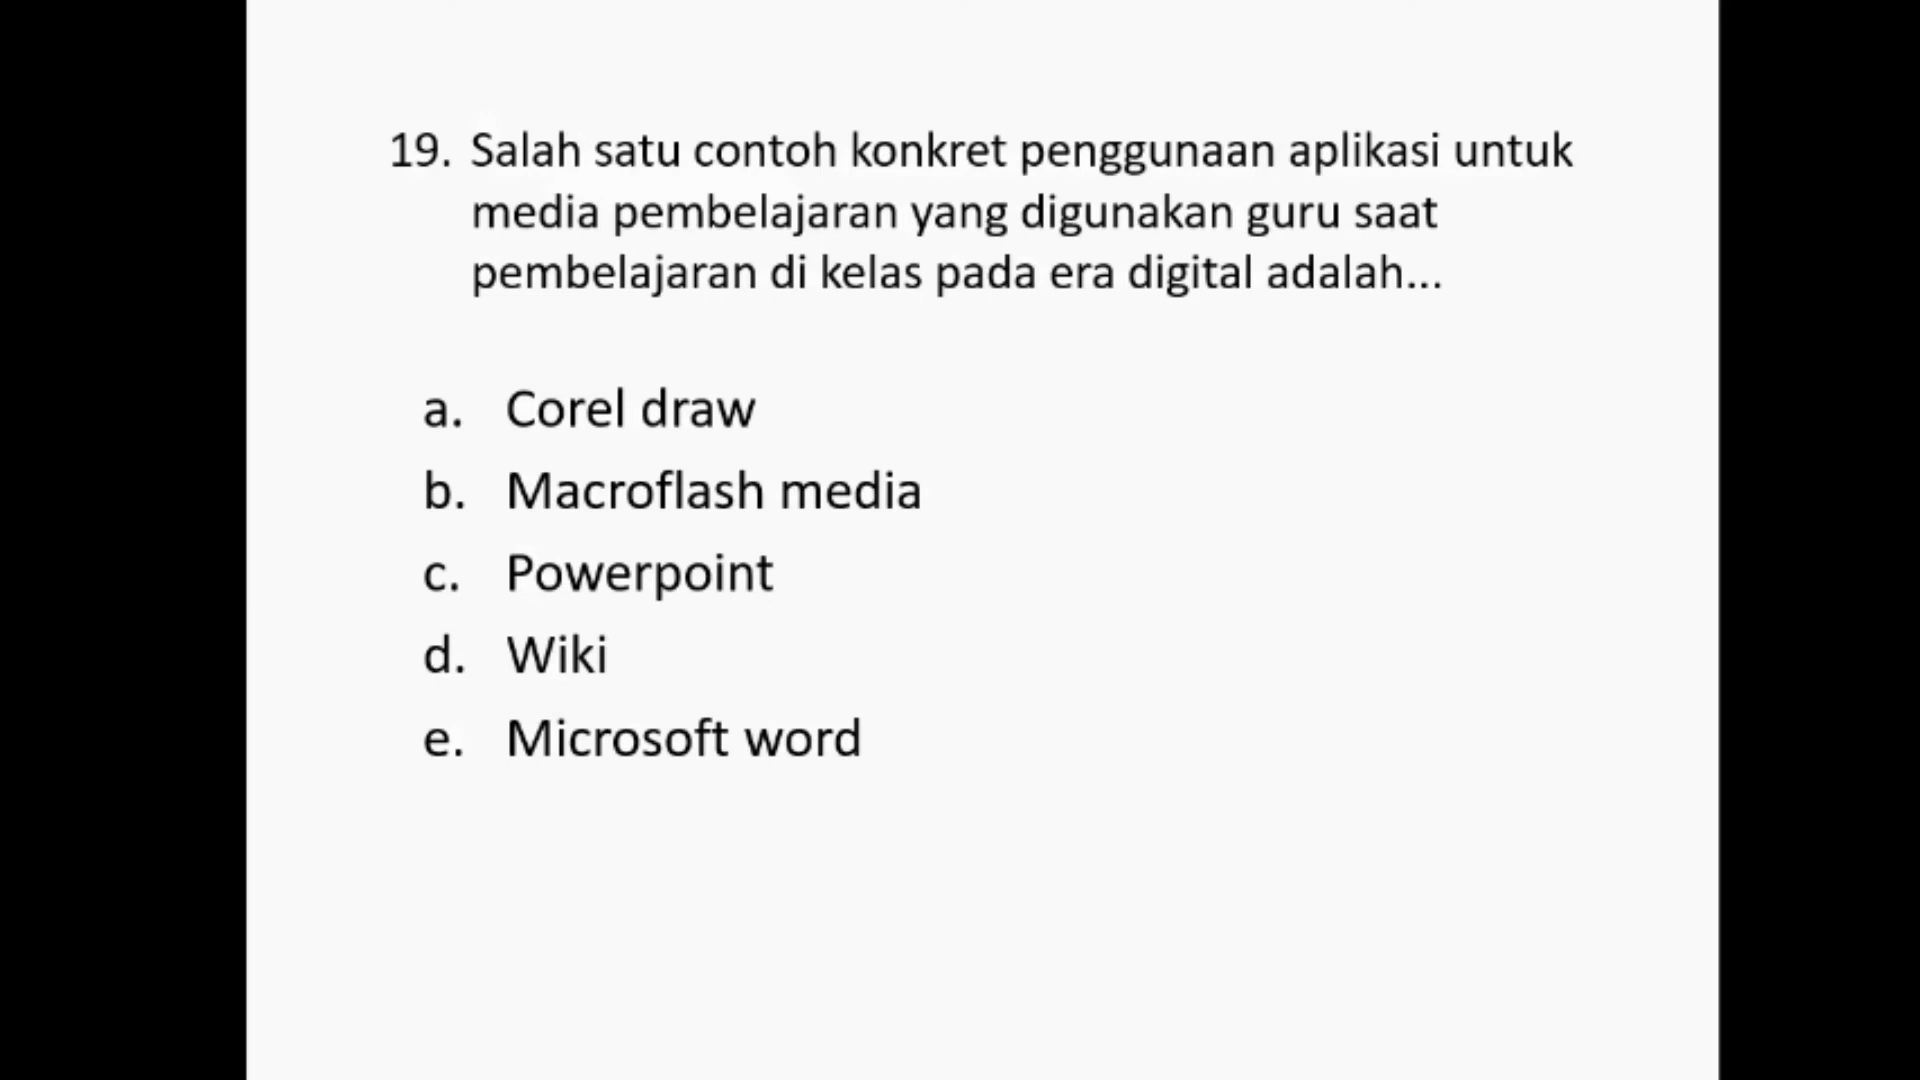 19. Salah satu contoh konkret penggunaan aplikasi untuk
media pembelajaran yang digunakan guru saat
pembelajaran di kelas pada era digital adalah...
a. Corel draw
b. Macroflash media
c. Powerpoint
d. Wiki
e. Microsoft word